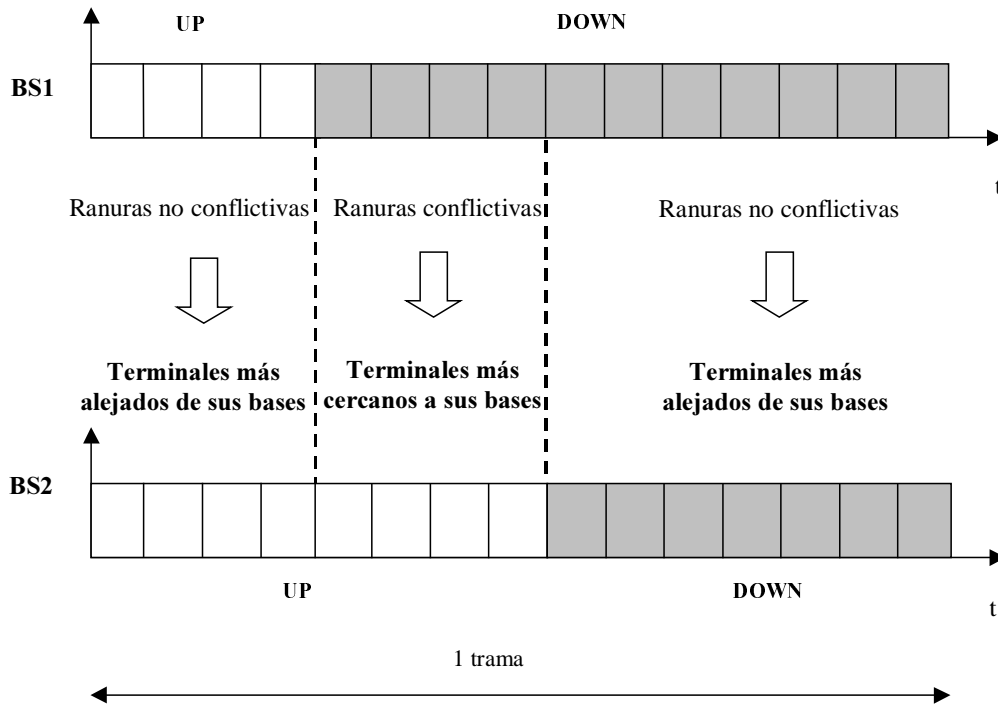 UP
DOWN
BS1
t
Ranuras no conflictivas
Ranuras conflictivas
Ranuras no conflictivas
Terminales más
alejados de sus bases
Terminales más
cercanos a sus bases
Terminales más
alejados de sus bases
BS2
UP
DOWN
t
1 trama